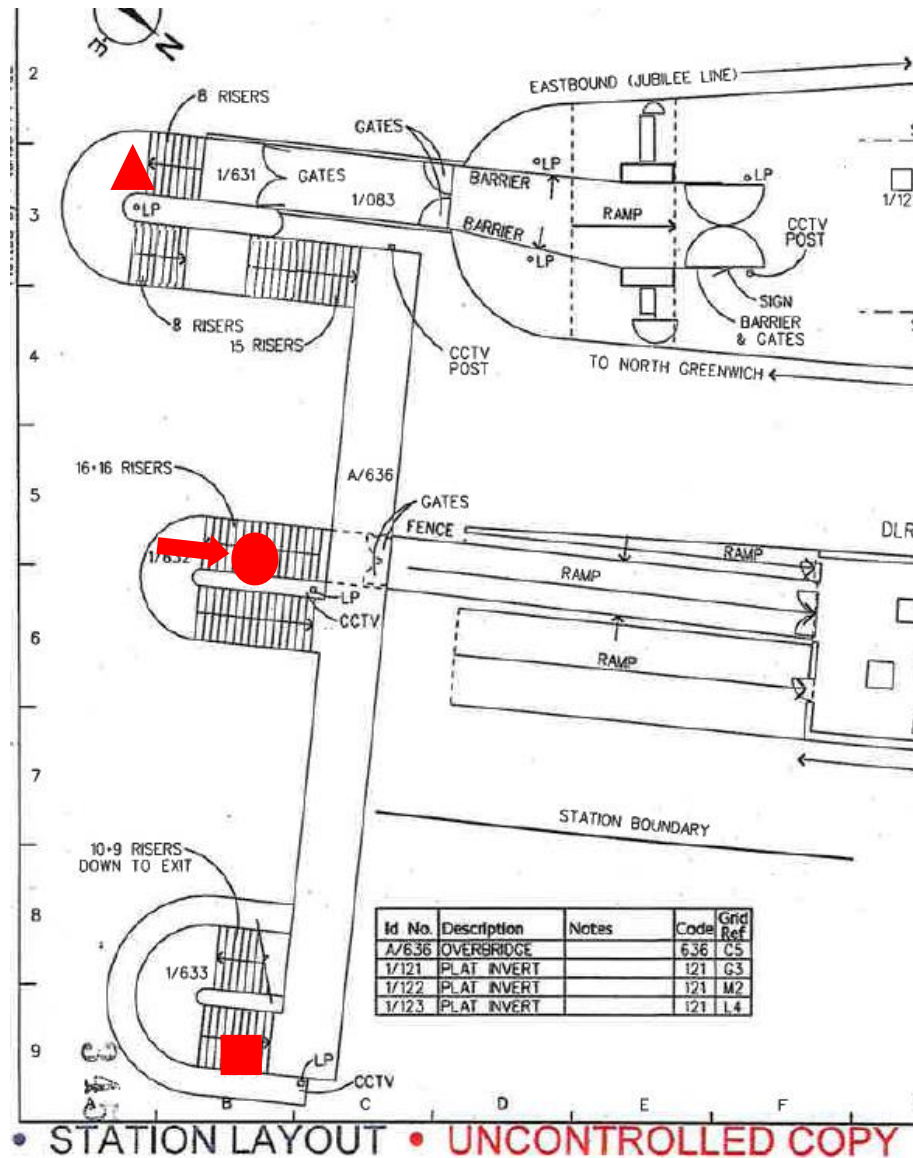 E
N
2
EASTBOUND (JUBILEE LINE)
8 RISERS
GATES
LP
LP
1/631
GATES
BARRIER
1/083
3
LP
BARRIER
RAMP
1/12
CCTV
POST
LP
SIGN
8 RISERS
BARRIER
& GATES
15 RISERS
4
CCTV
POST
TO NORTH GREENWICH
16+16 RISERS
A/636
5
GATES
FENCE
DLR
1/632
RAMP
RAMP
LP
CCTV
6
RAMP
7
STATION BOUNDARY
10+9 RISERS
DOWN TO EXIT
8
Id No. Description Notes Code Grid Ref
A/636 OVERBRIDGE 636 C5
1/121 PLAT INVERT 121 G3
1/122 PLAT INVERT 121 M2
1/123 PLAT INVERT 121 L4
1/633
9
LP
CCTV
A B C D E F
• STATION LAYOUT • UNCONTROLLED COPY